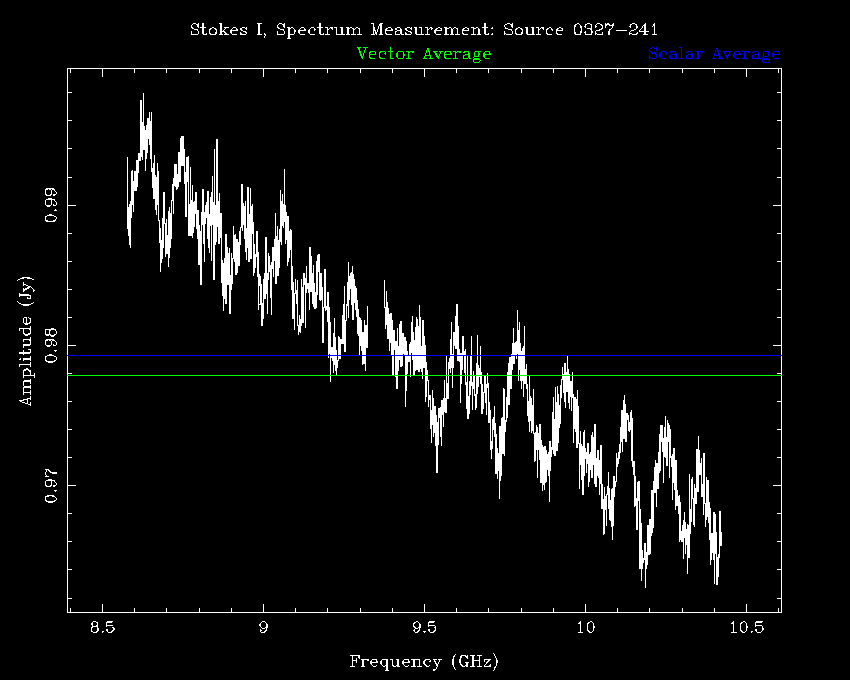 Stokes I, Spectrum Measurement: Source 0327-241
Vector Average Scalar Average
0.99
0.98
0.97
Amplitude (Jy)
8.5 9 9.5 10 10.5
Frequency (GHz)